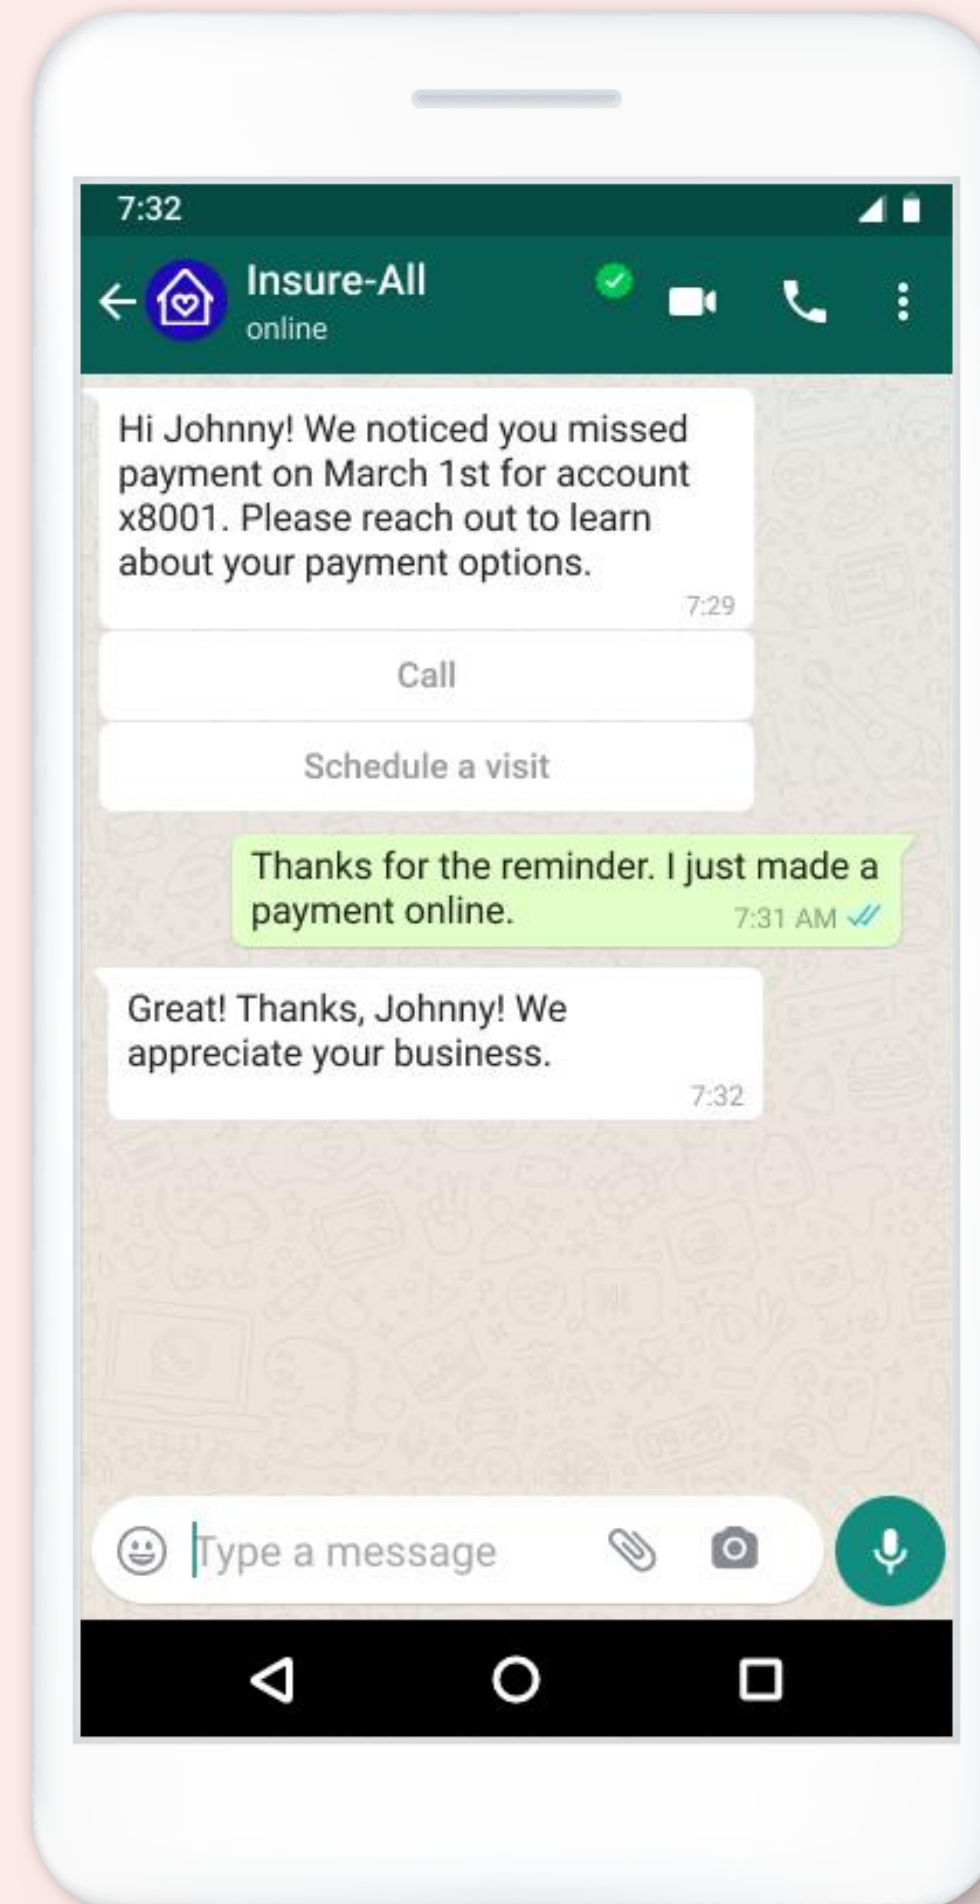 7:32
Insure-All
online
Hi Johnny! We noticed you missed
payment on March 1st for account
x8001. Please reach out to learn
about your payment options.
7:29
Call
Schedule a visit
Thanks for the reminder. I just made a
payment online.
7:31 AM
Great! Thanks, Johnny! We
appreciate your business.
7:32
Type a message